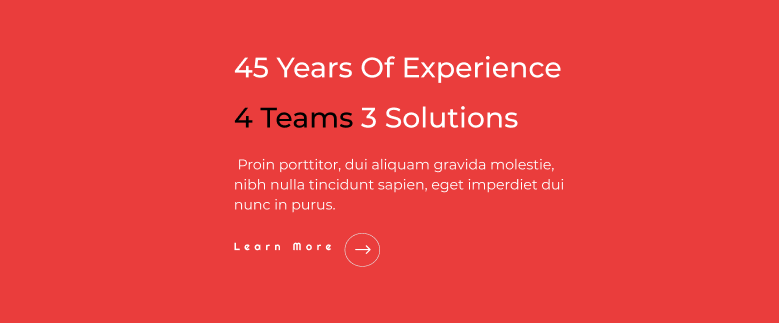 45 Years Of Experience
4 Teams 3 Solutions
Proin porttitor, dui aliquam gravida molestie,
nibh nulla tincidunt sapien, eget imperdiet dui
nunc in purus.
Learn More